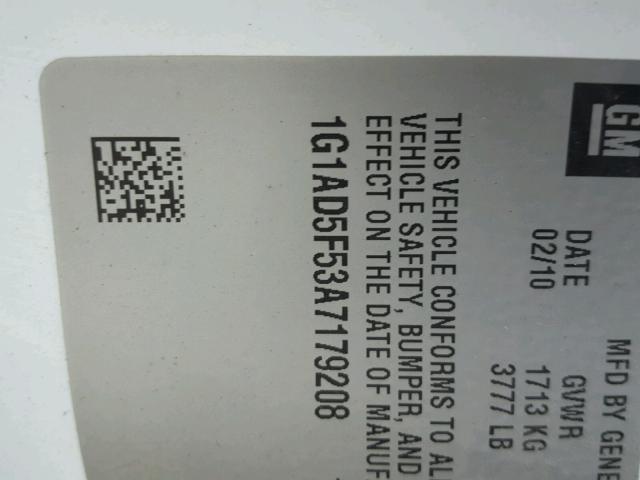 GM
MFD BY GENE
DATE GVWR
02/10 1713 KG
3777 LB
THIS VEHICLE CONFORMS TO AL
VEHICLE SAFETY, BUMPER, AND
EFFECT ON THE DATE OF MANUF
1G1AD5F53A7179208